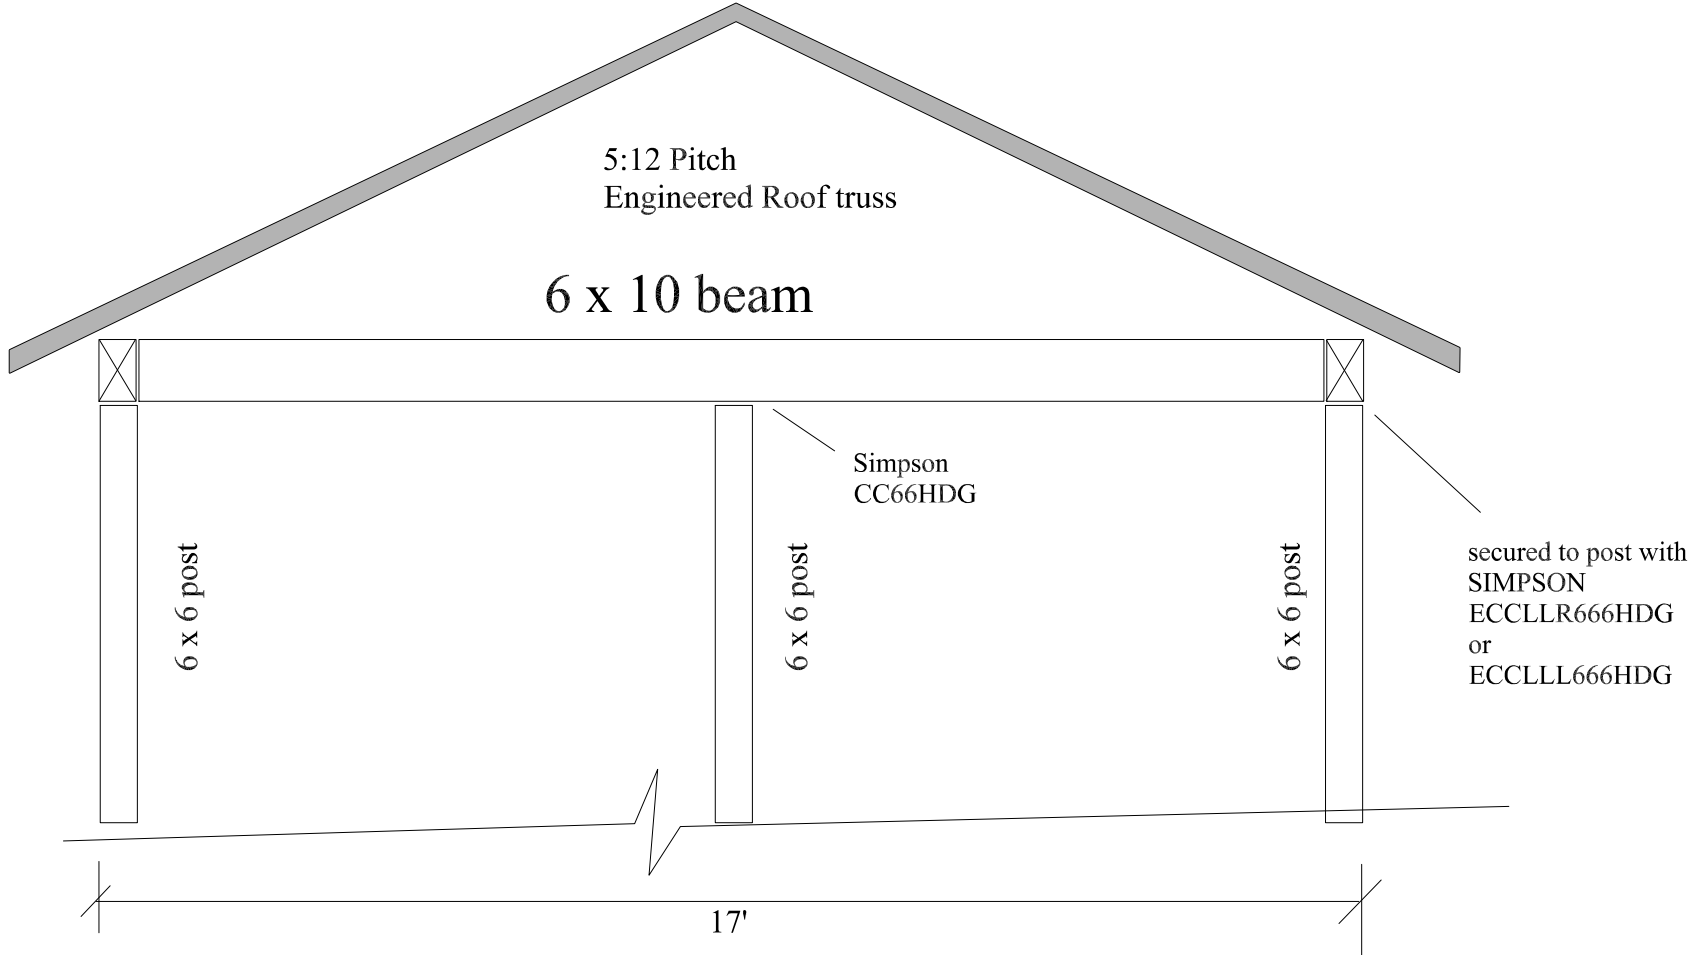 5:12 Pitch
Engineered Roof truss
6 x 10 beam
Simpson
CC66HDG
6 x 6 post
6 x 6 post
6 x 6 post
secured to post with
SIMPSON
ECCLLR666HDG
or
ECCLLL666HDG
17'